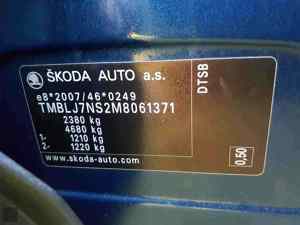 ŠKODA AUTO a.s.
e8*2007/46*0249
TMBLJ7NS2M8061371
2380 kg
4680 kg
1- 1210 kg
2- 1220 kg
www.skoda-auto.com
DTSB
0,50